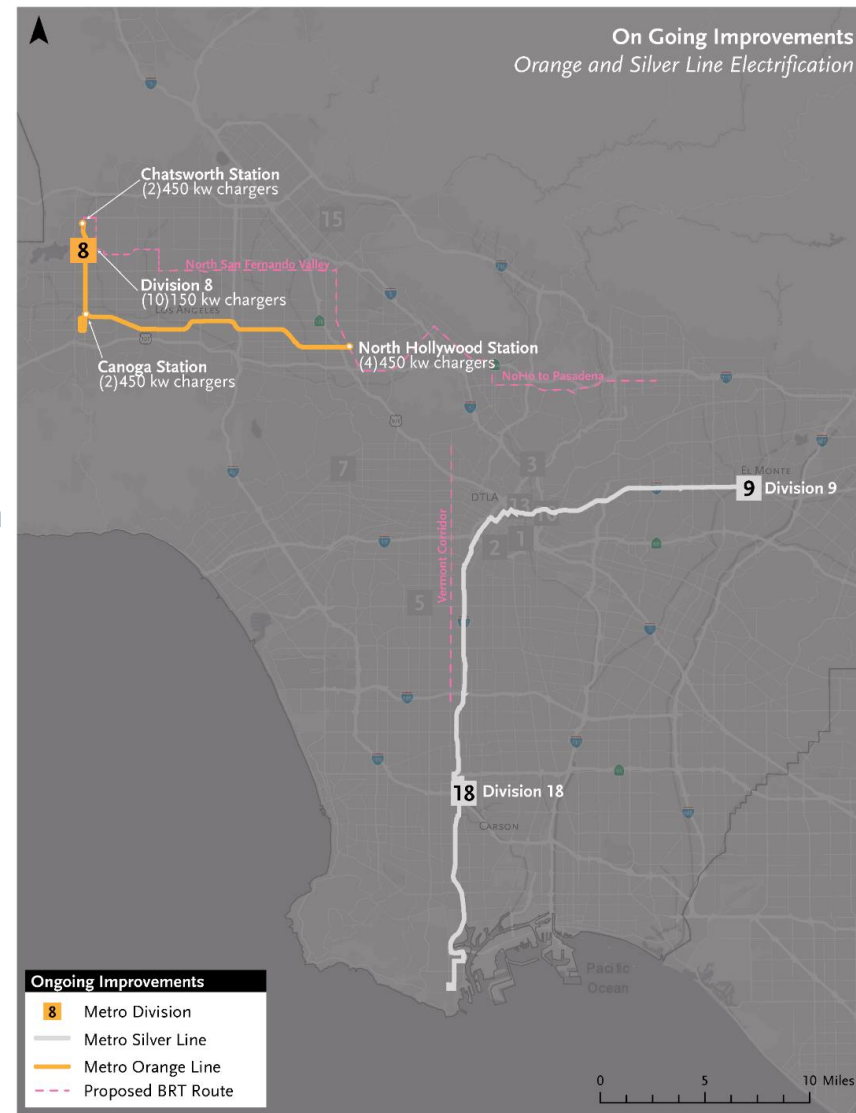 On Going Improvements
Orange and Silver Line Electrification
Chatsworth Station
(2)450 kw chargers
15
8
North San Fernando Valley
Division 8
(10)150 kw chargers
LOS ANGELES
North Hollywood Station
(4)450 kw chargers
Canoga Station
(2)450 kw chargers
NoHo to Pasadena
7
3
EL MONTE
9 Division 9
DTLA
13
2
1
Vermont Corridor
5
18 Division 18
CARSON
Pacific
Ocean
Ongoing Improvements
8 Metro Division
Metro Silver Line
Metro Orange Line
Proposed BRT Route
0 5 10 Miles